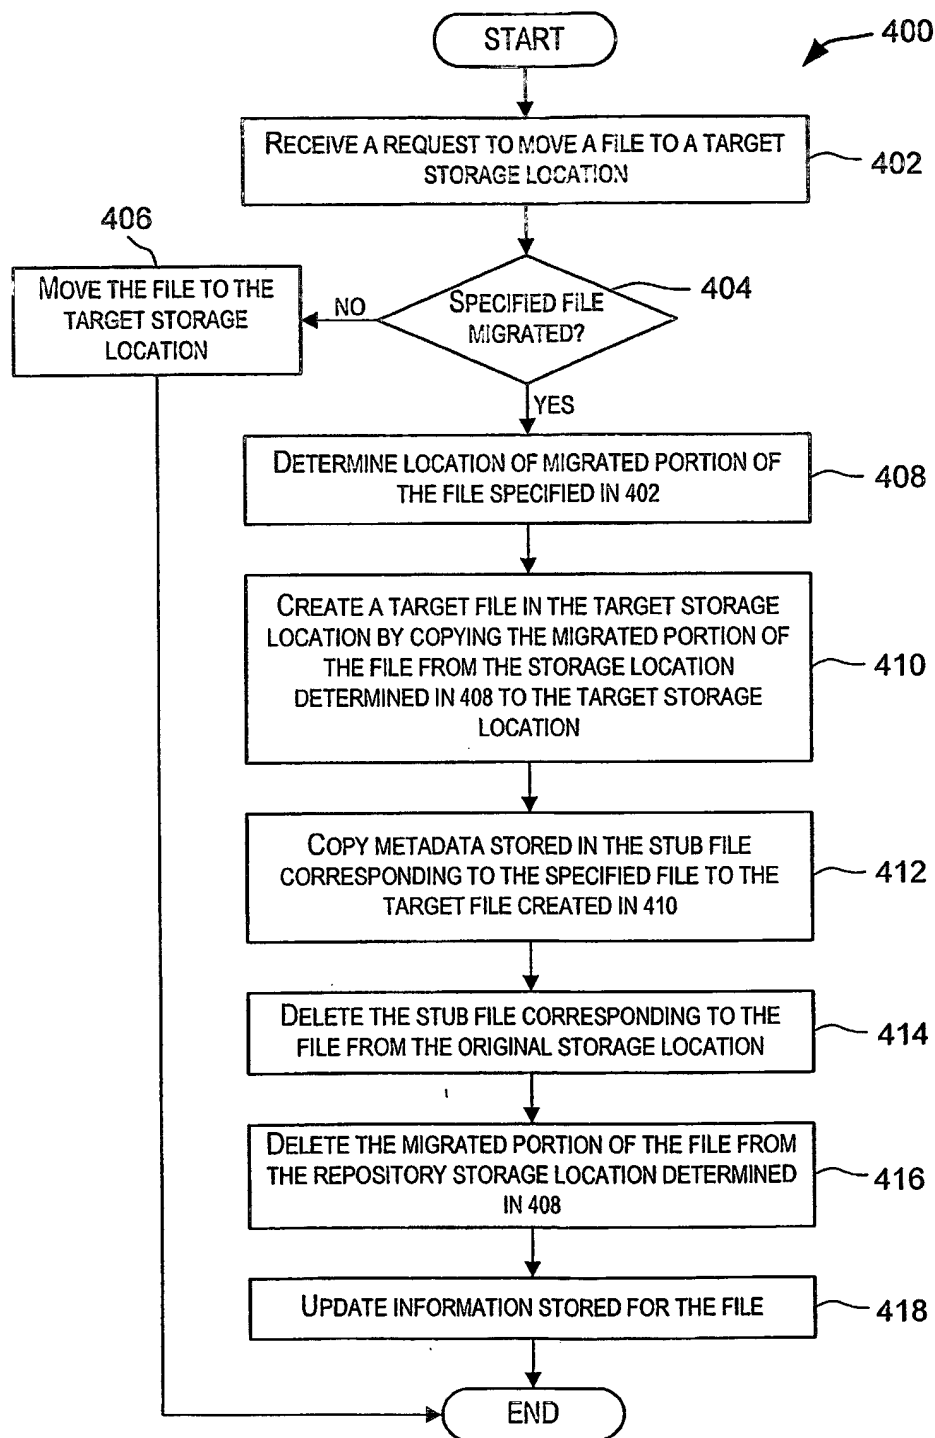 START
400
RECEIVE A REQUEST TO MOVE A FILE TO A TARGET
STORAGE LOCATION
402
406
MOVE THE FILE TO THE
TARGET STORAGE
LOCATION
NO
SPECIFIED FILE
MIGRATED?
404
YES
DETERMINE LOCATION OF MIGRATED PORTION OF
THE FILE SPECIFIED IN 402
408
CREATE A TARGET FILE IN THE TARGET STORAGE
LOCATION BY COPYING THE MIGRATED PORTION OF
THE FILE FROM THE STORAGE LOCATION
DETERMINED IN 408 TO THE TARGET STORAGE
LOCATION
410
COPY METADATA STORED IN THE STUB FILE
CORRESPONDING TO THE SPECIFIED FILE TO THE
TARGET FILE CREATED IN 410
412
DELETE THE STUB FILE CORRESPONDING TO THE
FILE FROM THE ORIGINAL STORAGE LOCATION
414
DELETE THE MIGRATED PORTION OF THE FILE FROM
THE REPOSITORY STORAGE LOCATION DETERMINED
IN 408
416
UPDATE INFORMATION STORED FOR THE FILE
418
END